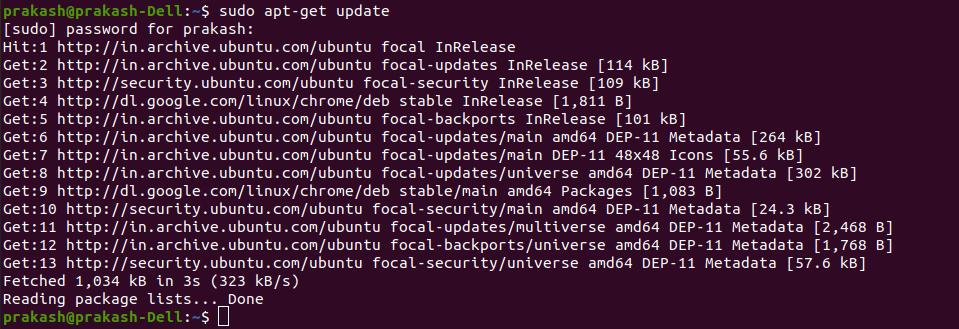 prakash@prakash-Dell:~$ sudo apt-get update
[sudo] password for prakash:
Hit:1 http://in.archive.ubuntu.com/ubuntu focal InRelease
Get:2 http://in.archive.ubuntu.com/ubuntu focal-updates InRelease [114 kB]
Get:3 http://security.ubuntu.com/ubuntu focal-security InRelease [109 kB]
Get:4 http://dl.google.com/linux/chrome/deb stable InRelease [1,811 B]
Get:5 http://in.archive.ubuntu.com/ubuntu focal-backports InRelease [101 kB]
Get:6 http://in.archive.ubuntu.com/ubuntu focal-updates/main amd64 DEP-11 Metadata [264 kB]
Get:7 http://in.archive.ubuntu.com/ubuntu focal-updates/main DEP-11 48x48 Icons [55.6 kB]
Get:8 http://in.archive.ubuntu.com/ubuntu focal-updates/universe amd64 DEP-11 Metadata [302 kB]
Get:9 http://dl.google.com/linux/chrome/deb stable/main amd64 Packages [1,083 B]
Get:10 http://security.ubuntu.com/ubuntu focal-security/main amd64 DEP-11 Metadata [24.3 kB]
Get:11 http://in.archive.ubuntu.com/ubuntu focal-updates/multiverse amd64 DEP-11 Metadata [2,468 B]
Get:12 http://in.archive.ubuntu.com/ubuntu focal-backports/universe amd64 DEP-11 Metadata [1,768 B]
Get:13 http://security.ubuntu.com/ubuntu focal-security/universe amd64 DEP-11 Metadata [57.6 kB]
Fetched 1,034 kB in 3s (323 kB/s)
Reading package lists... Done
prakash@prakash-Dell:~$